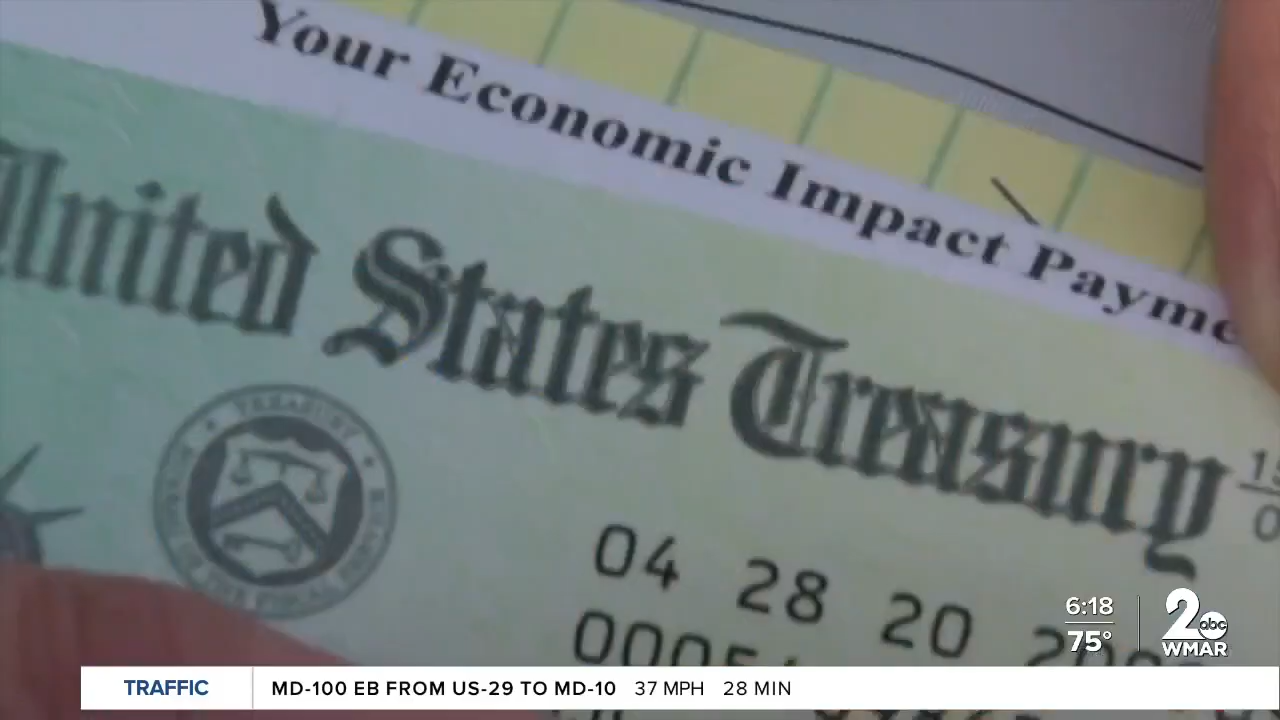 Your Economic Impact
United States Treasury
04 28 20
6:18
75°
2 abc
WMAR
TRAFFIC MD-100 EB FROM US-29 TO MD-10 37 MPH 28 MIN